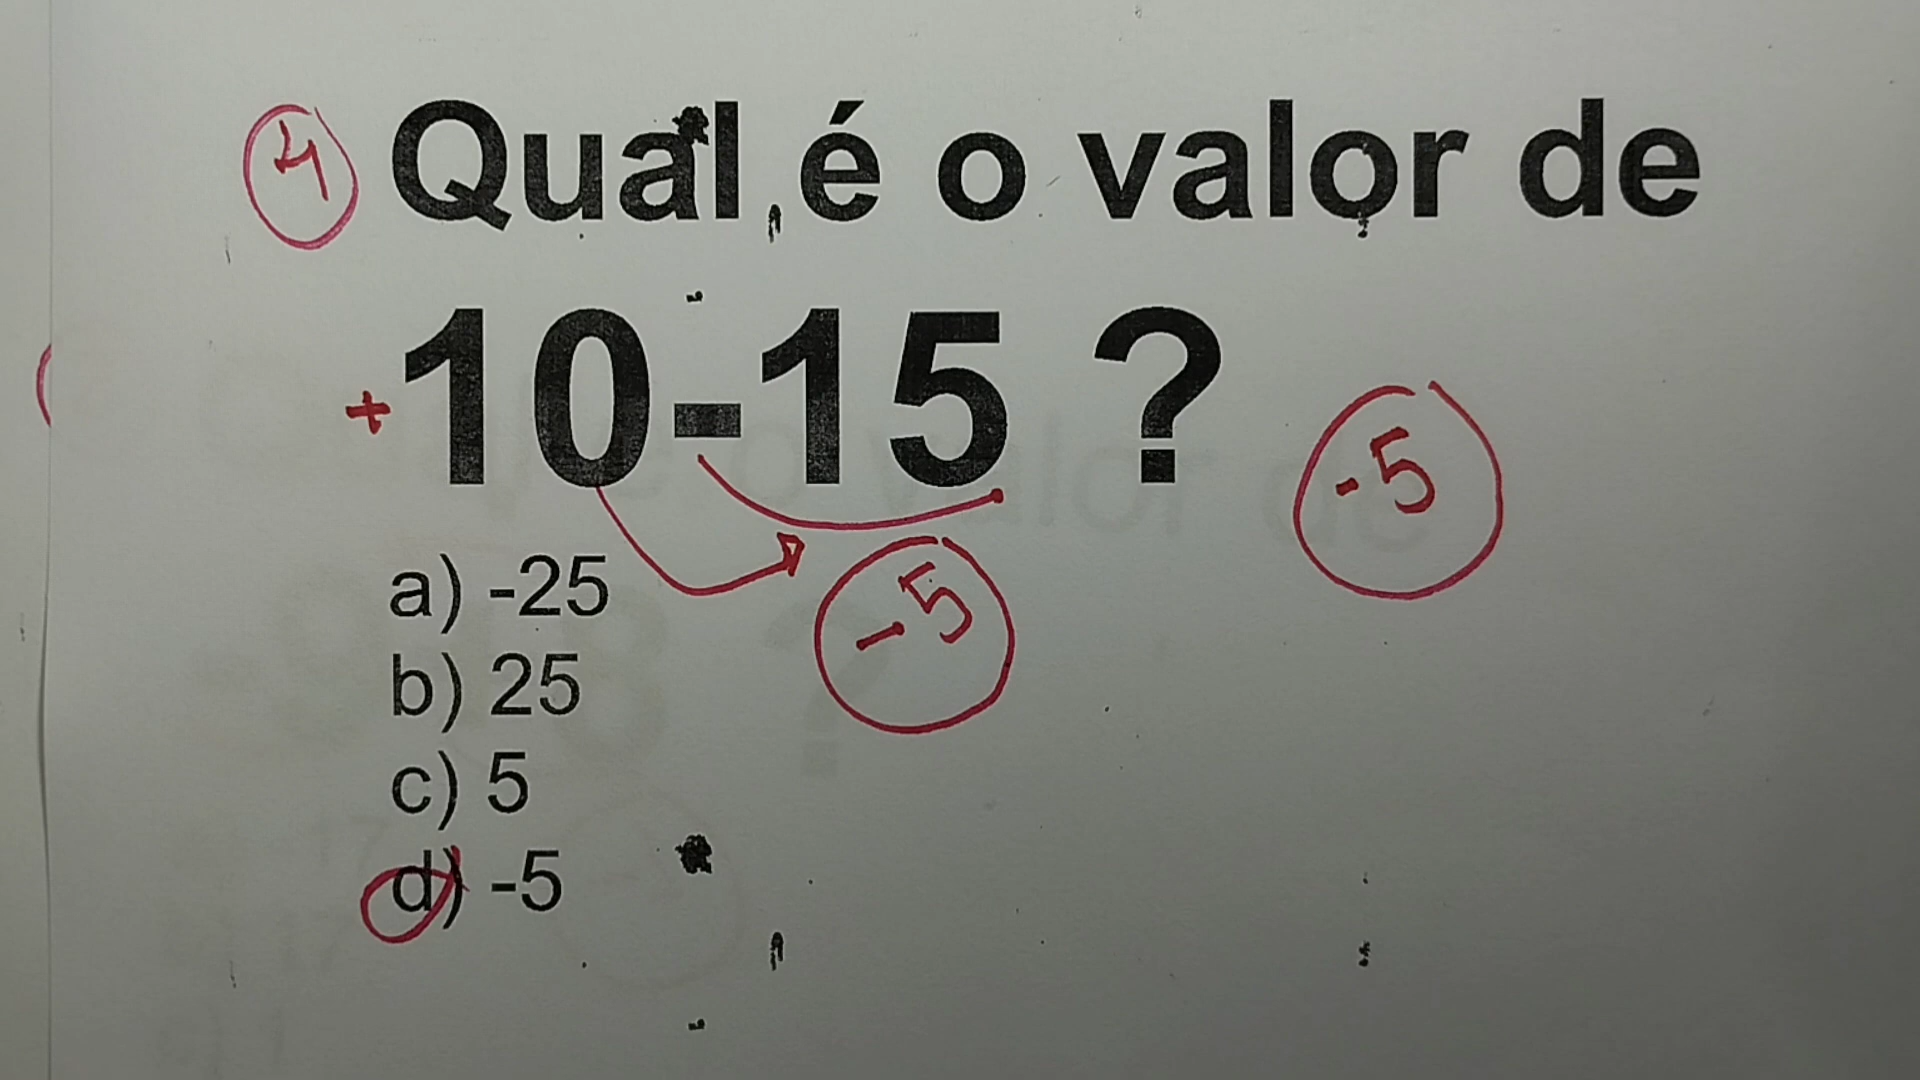 4 Qual é o valor de
+10-15 ? -5
-5
a) -25
b) 25
c) 5
d) -5